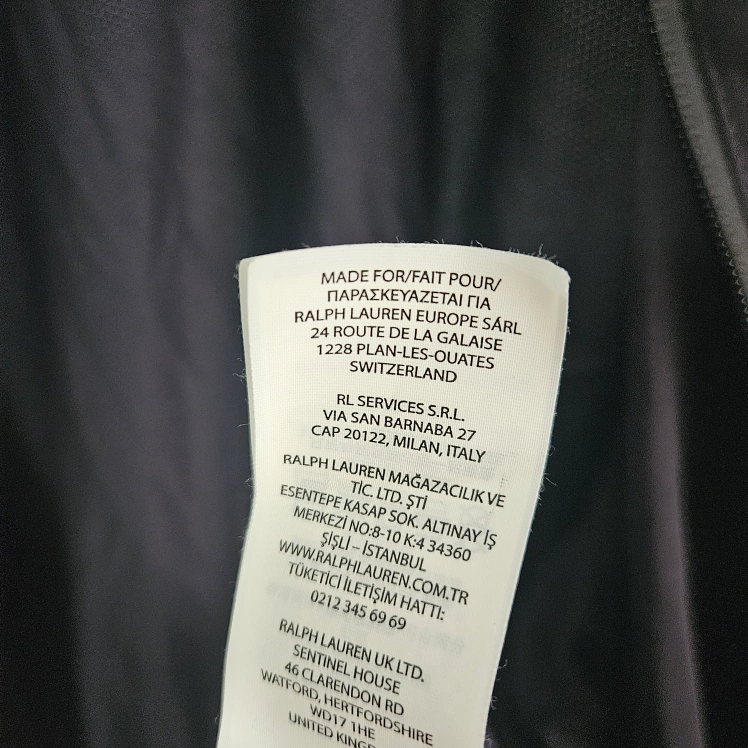 MADE FOR/FAIT POUR/
ΠΑΡΑΣΚΕΥΑΖΕΤΑΙ ΓΙΑ
RALPH LAUREN EUROPE SÁRL
24 ROUTE DE LA GALAISE
1228 PLAN-LES-OUATES
SWITZERLAND
RL SERVICES S.R.L.
VIA SAN BARNABA 27
CAP 20122, MILAN, ITALY
RALPH LAUREN MAĞAZACILIK VE
TİC. LTD. ŞTİ
ESENTEPE KASAP SOK. ALTINAY İŞ
MERKEZİ NO:8-10 K:4 34360
ŞİŞLİ – İSTANBUL
WWW.RALPHLAUREN.COM.TR
TÜKETİCİ İLETİŞİM HATTI:
0212 345 69 69
RALPH LAUREN UK LTD.
SENTINEL HOUSE
46 CLARENDON RD
WATFORD, HERTFORDSHIRE
WD17 1HE
UNITED